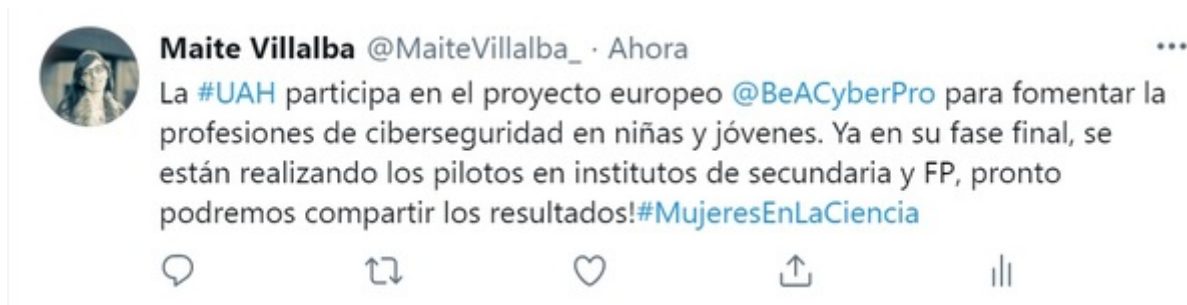 Maite Villalba @MaiteVillalba_ · Ahora
La #UAH participa en el proyecto europeo @BeACyberPro para fomentar la
profesiones de ciberseguridad en niñas y jóvenes. Ya en su fase final, se
están realizando los pilotos en institutos de secundaria y FP, pronto
podremos compartir los resultados!#MujeresEnLaCiencia